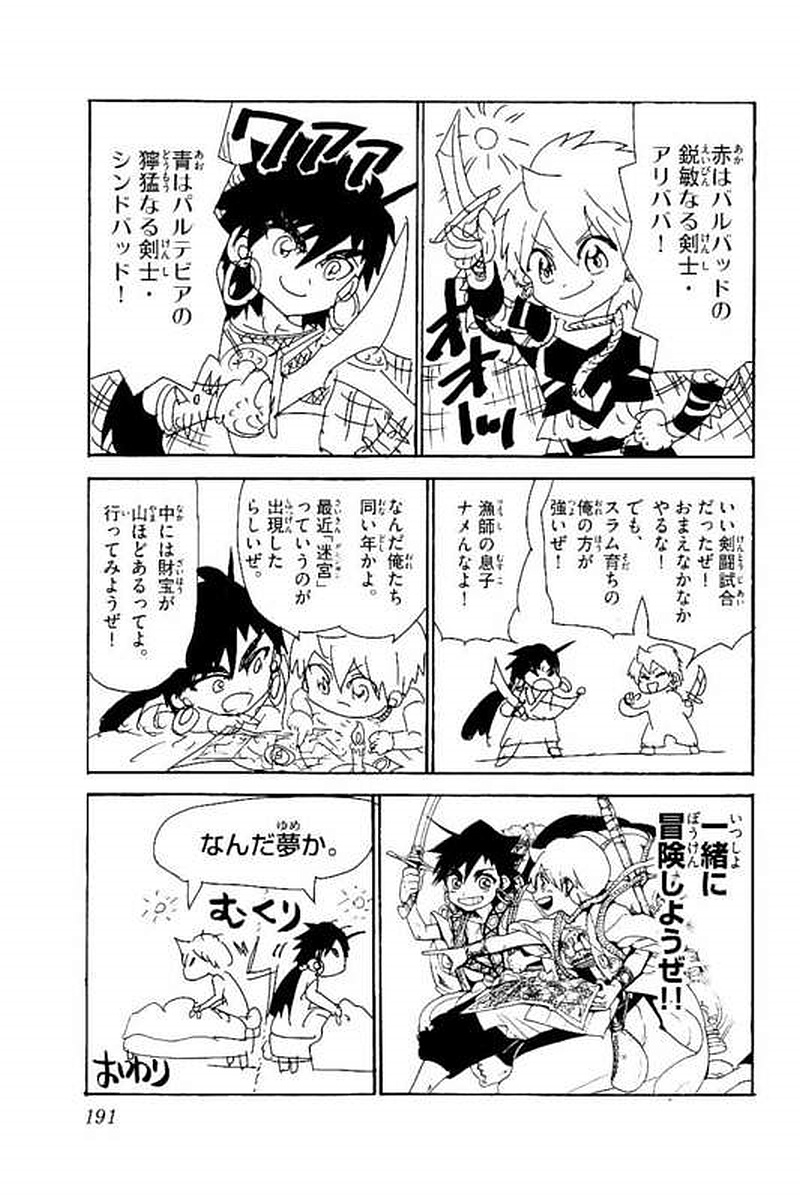 赤はバルバッドの
鋭敏なる剣士・
アリババ！
オオオッ
ワアアア
青はパルテビアの
獰猛なる剣士・
シンドバッド！
いい剣闘試合
だったぜ！
おまえなかなか
やるな！
でも、
スラム育ちの
俺の方が
強いぜ！
漁師の息子
ナメんなよ！
なんだ俺たち
同い年かよ。
最近「迷宮」
っていうのが
出現した
らしいぜ。
中には財宝が
山ほどあるってよ。
行ってみようぜ！
一緒に
冒険しようぜ!!
なんだ夢か。
むくり
おわり
191